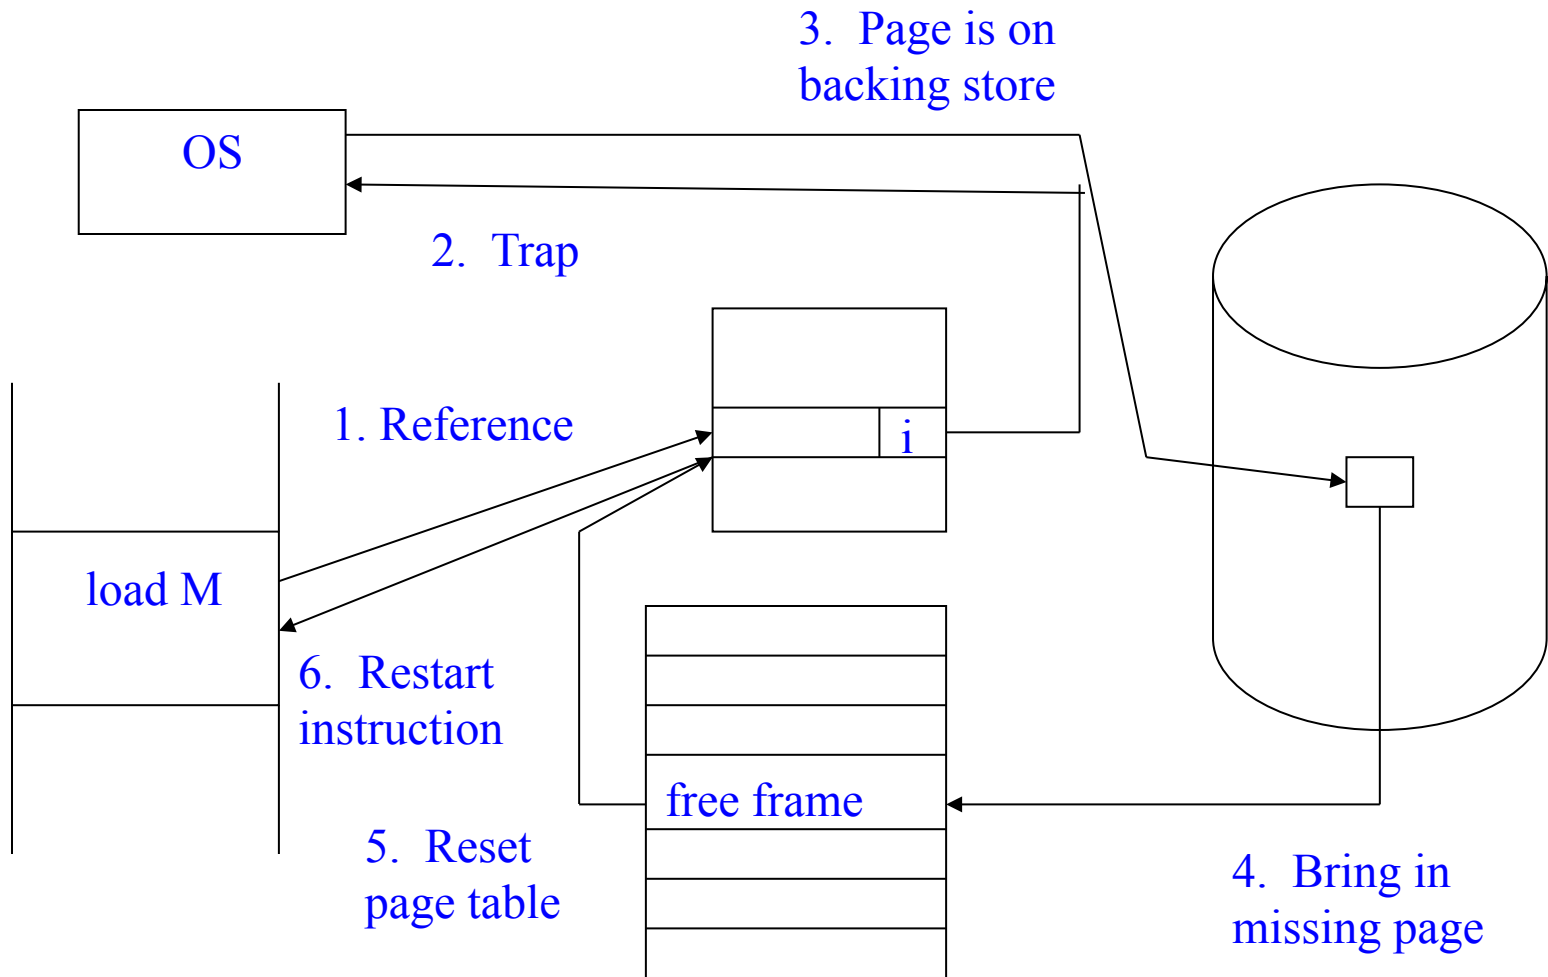 3. Page is on
backing store
OS
2. Trap
1. Reference
i
load M
6. Restart
instruction
free frame
5. Reset
page table
4. Bring in
missing page